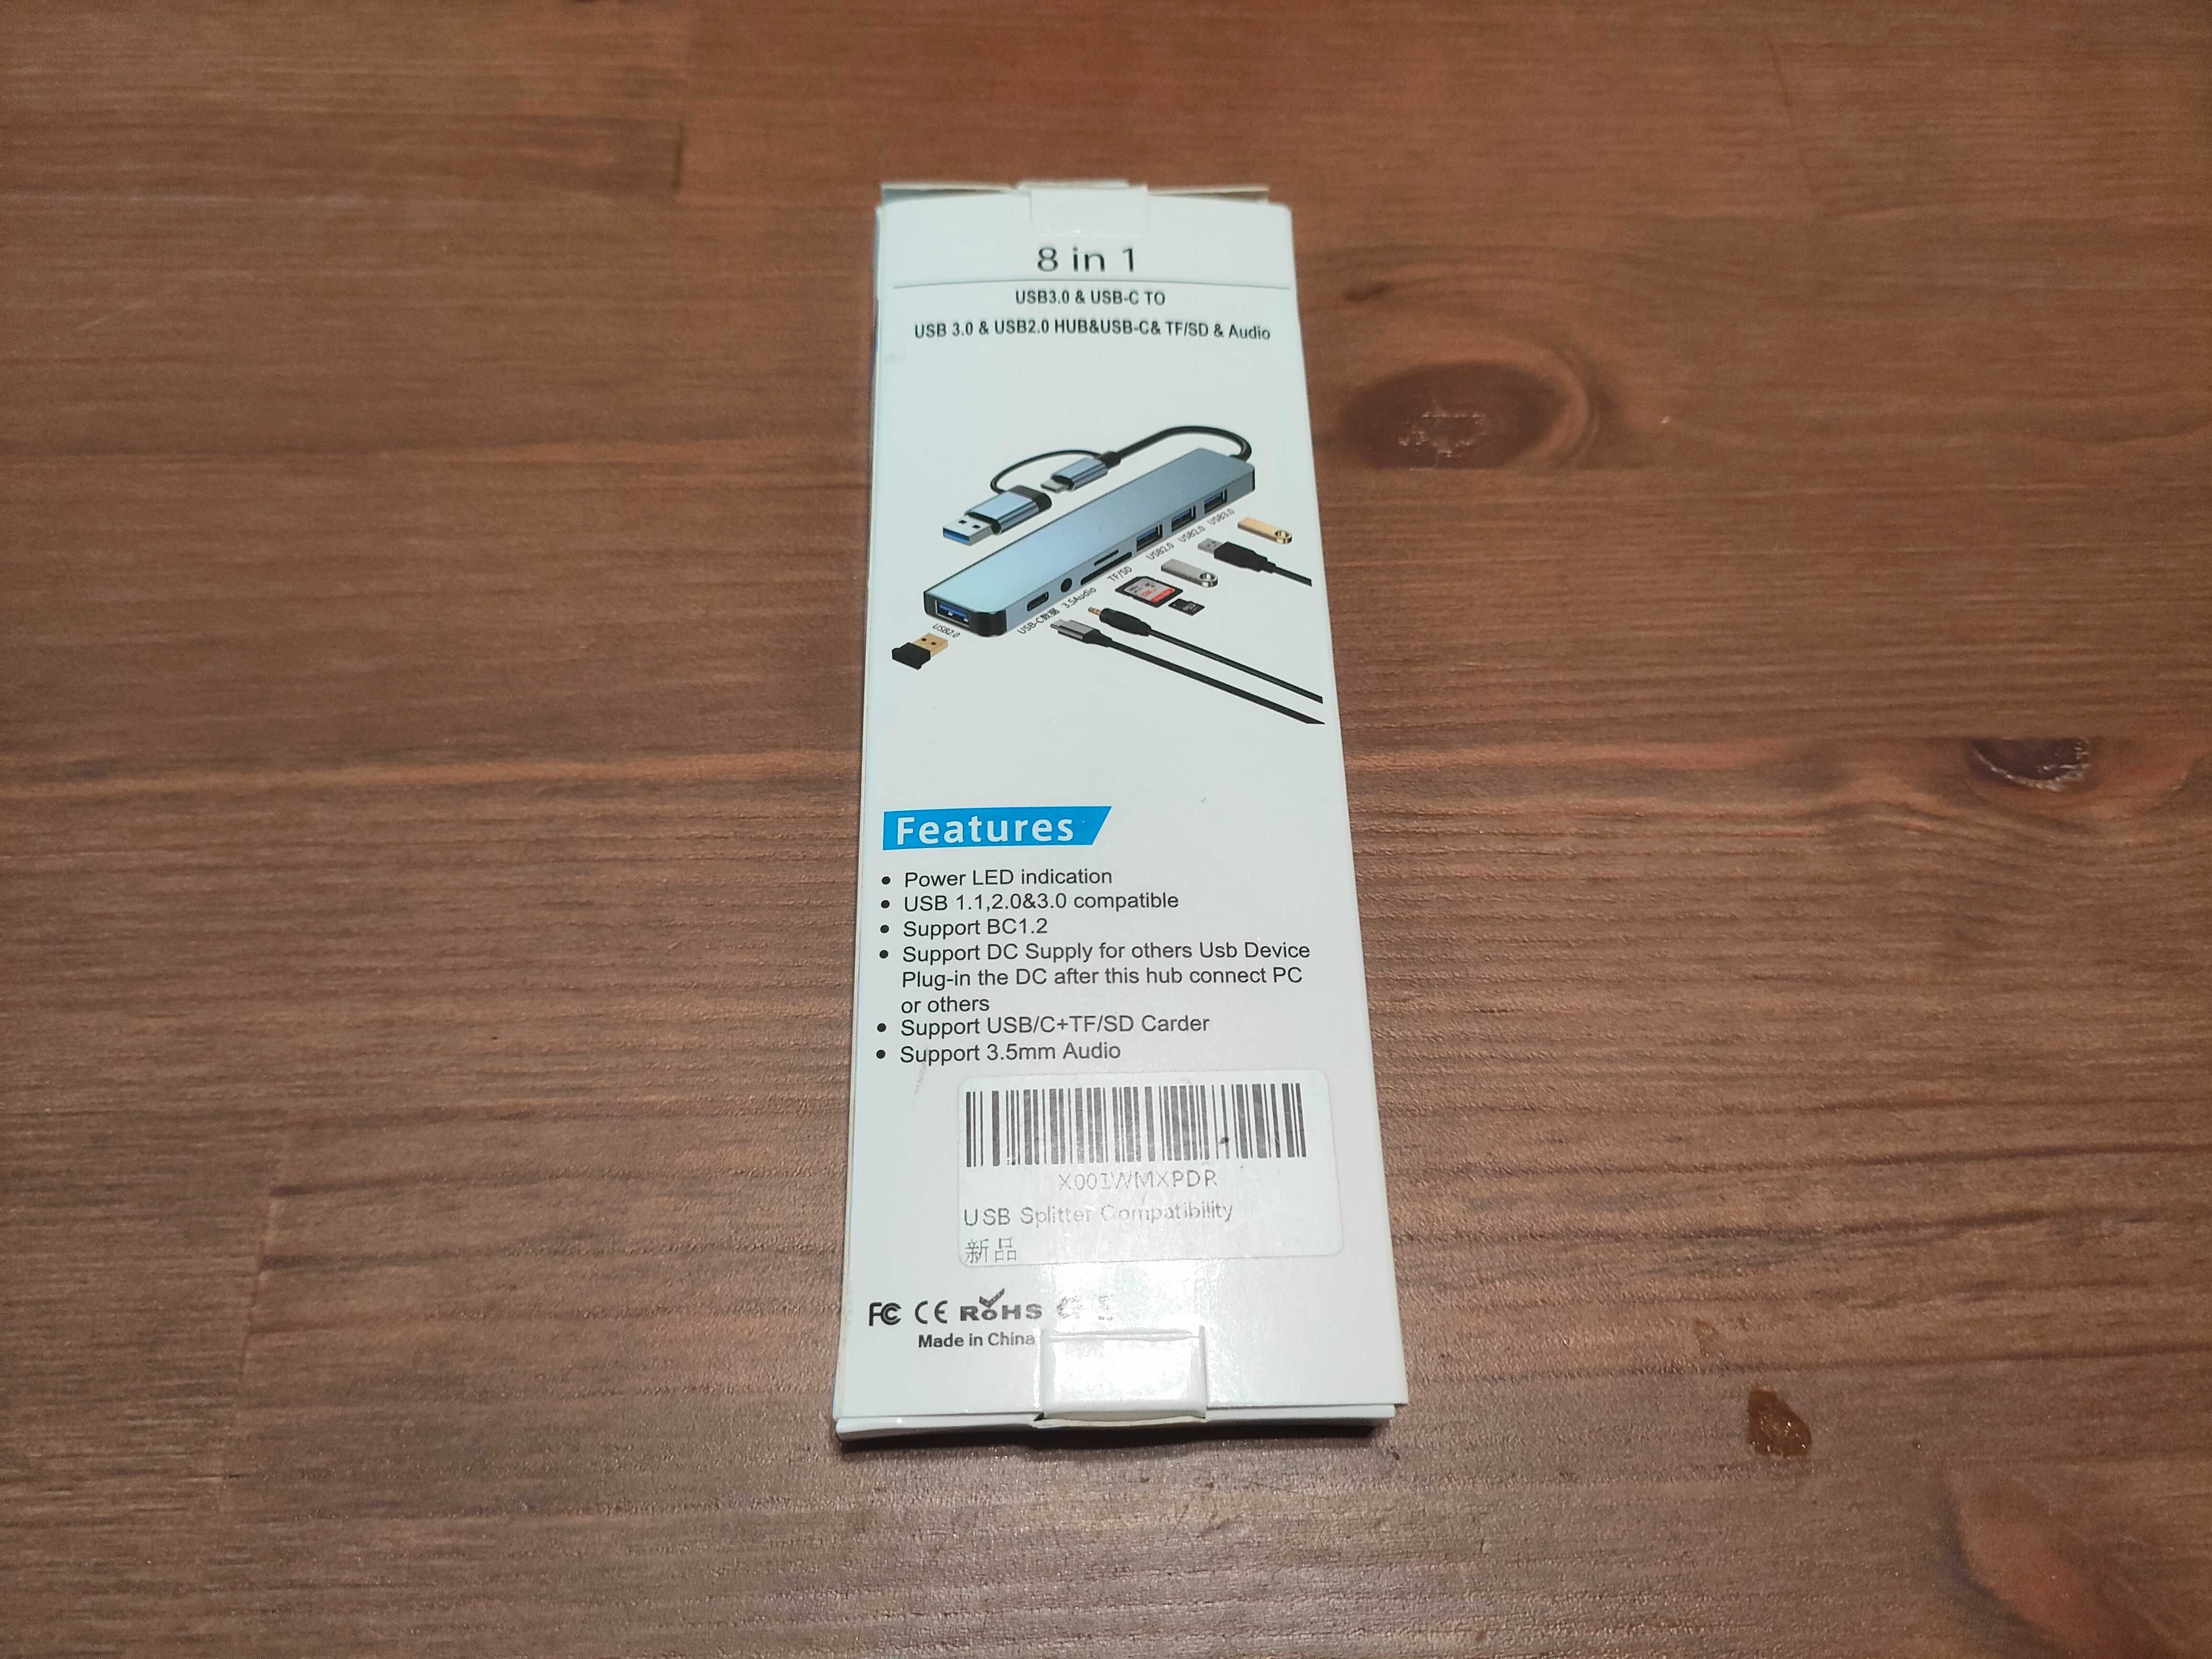 8 in 1
USB3.0 & USB-C TO
USB 3.0 & USB2.0 HUB&USB-C& TF/SD & Audio
USB3.0
USB2.0
USB2.0
TF/SD
3.5Audio
USB-C数据
USB2.0
Features
• Power LED indication
• USB 1.1,2.0&3.0 compatible
• Support BC1.2
• Support DC Supply for others Usb Device
Plug-in the DC after this hub connect PC
or others
• Support USB/C+TF/SD Carder
• Support 3.5mm Audio
X001WMXPDR
USB Splitter Compatibility
新品
FC CE RoHS
Made in China